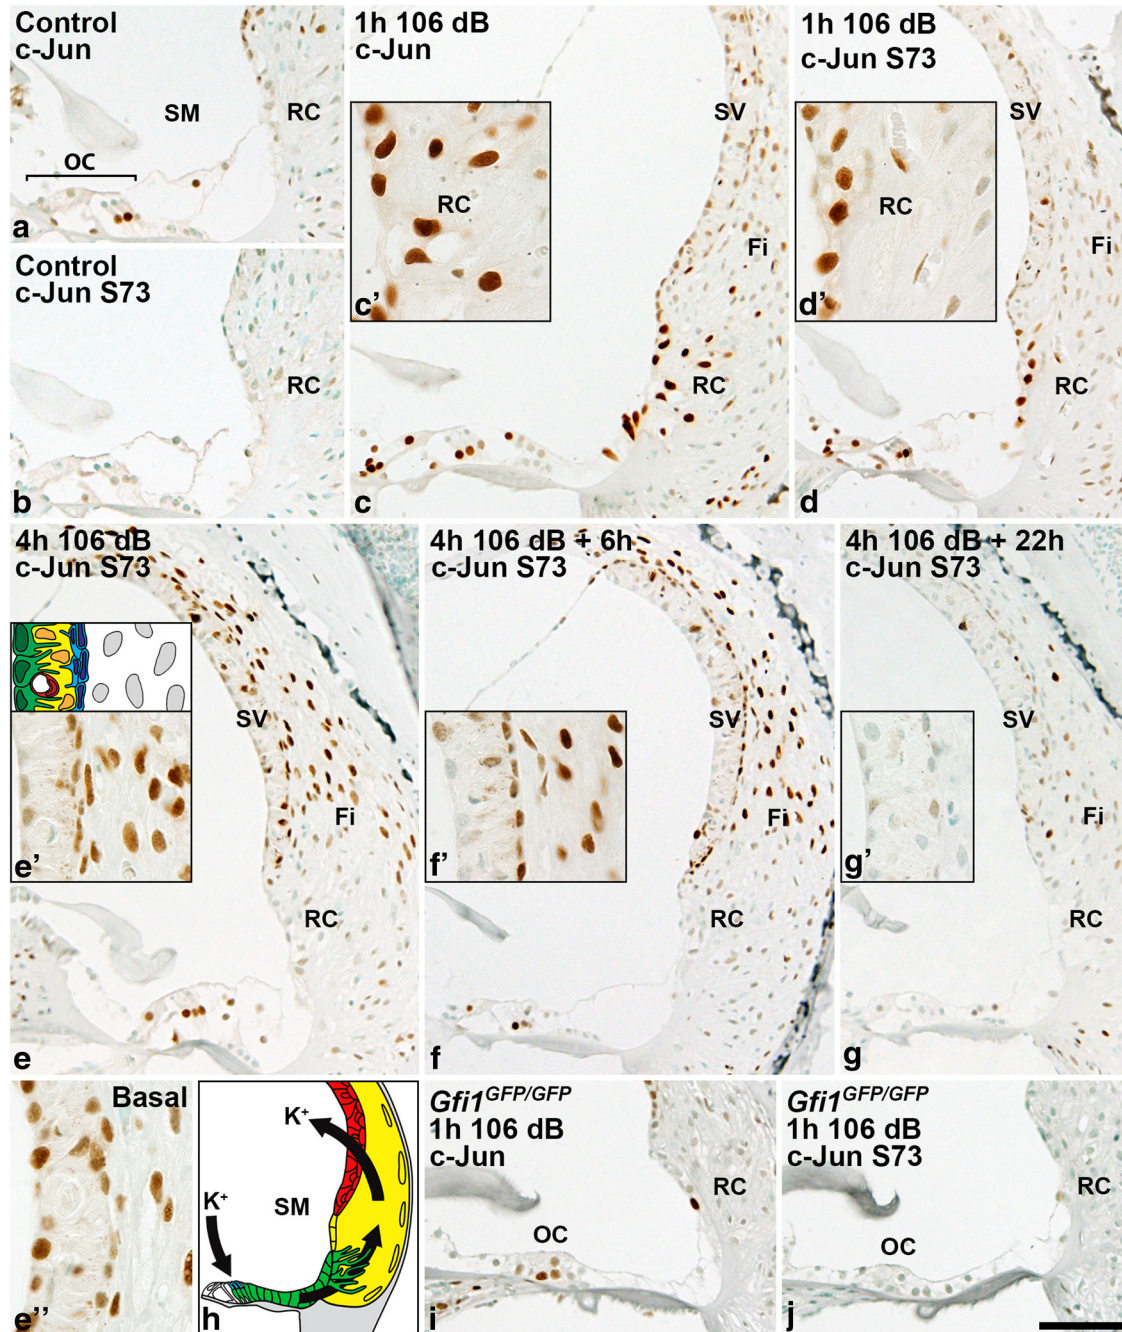 Control
c-Jun
SM
RC
OC
a
Control
c-Jun S73
RC
b
1h 106 dB
c-Jun
SV
RC
c’
Fi
RC
c
1h 106 dB
c-Jun S73
SV
RC
d’
Fi
RC
d
4h 106 dB
c-Jun S73
SV
e’
Fi
RC
e
4h 106 dB + 6h
c-Jun S73
SV
f’
Fi
RC
f
4h 106 dB + 22h
c-Jun S73
SV
g’
Fi
RC
g
Basal
e’’
K+
K+
SM
h
Gfi1GFP/GFP
1h 106 dB
c-Jun
RC
OC
i
Gfi1GFP/GFP
1h 106 dB
c-Jun S73
RC
OC
j